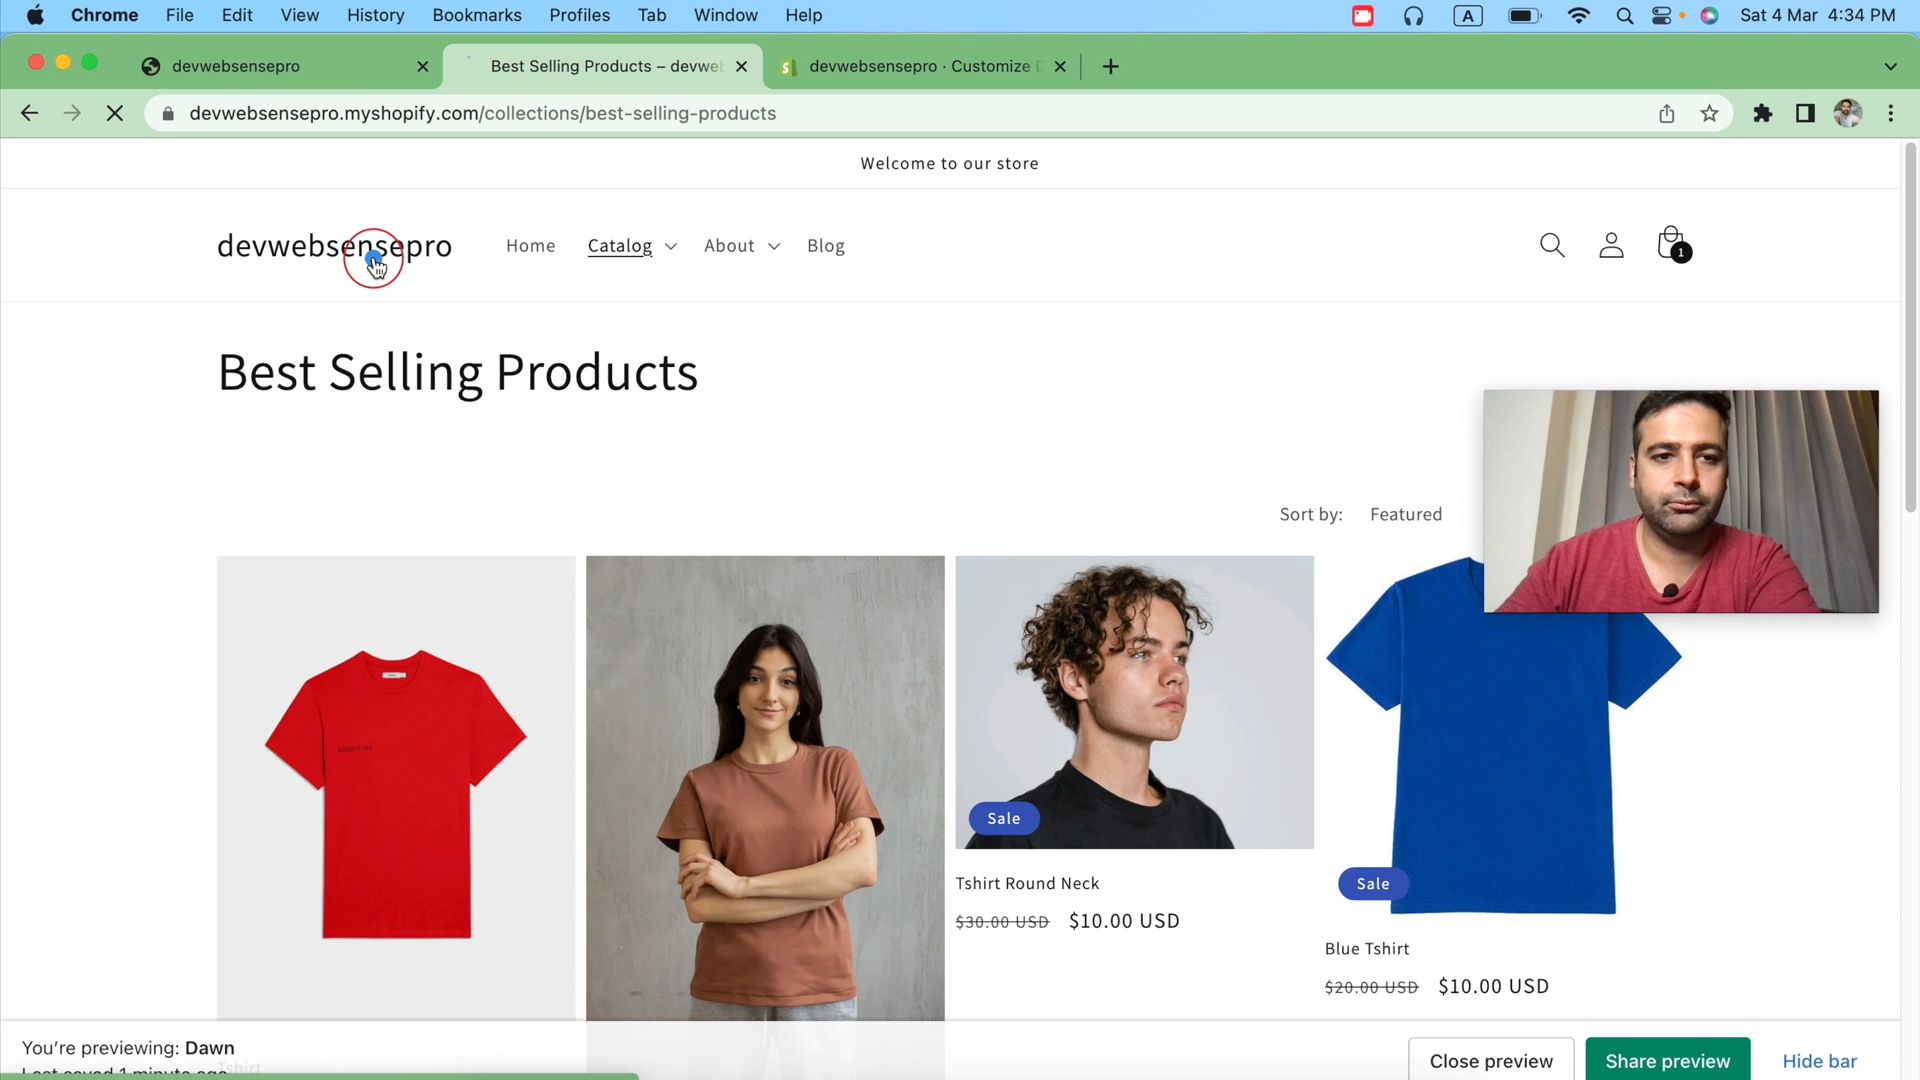 Chrome File Edit View History Bookmarks Profiles Tab Window Help A Sat 4 Mar 4:34 PM
devwebsensepro Best Selling Products – devwe devwebsensepro · Customize D
devwebsensepro.myshopify.com/collections/best-selling-products
Welcome to our store
devwebsensepro Home Catalog About Blog 1
Best Selling Products
Sort by: Featured
Sale
Tshirt Round Neck
$30.00 USD $10.00 USD
Sale
Blue Tshirt
$20.00 USD $10.00 USD
You're previewing: Dawn
Last saved 1 minute ago
Tshirt
Close preview Share preview Hide bar